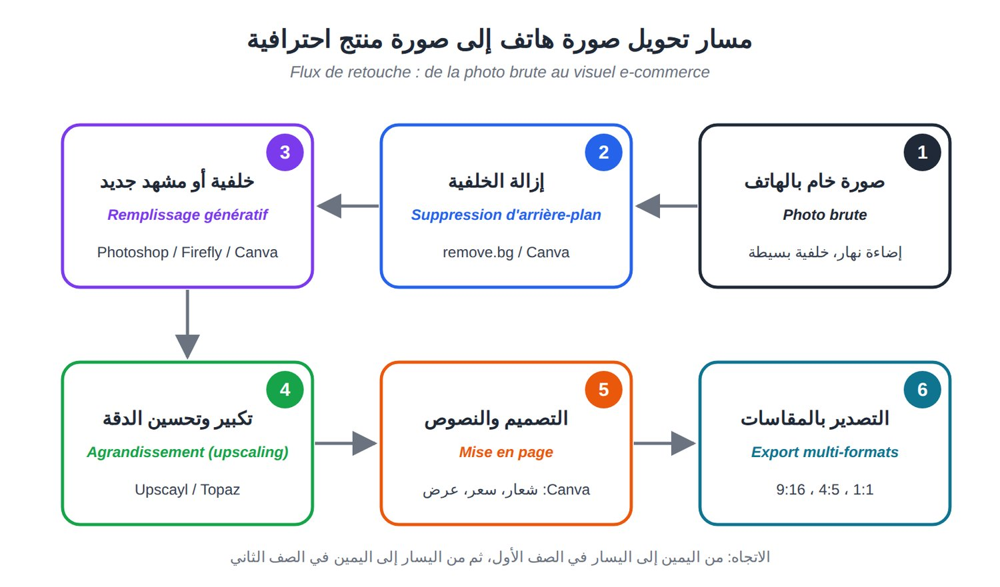 مسار تحويل صورة هاتف إلى صورة منتج احترافية
Flux de retouche : de la photo brute au visuel e-commerce
1
صورة خام بالهاتف
Photo brute
إضاءة نهار، خلفية بسيطة
2
إزالة الخلفية
Suppression d'arrière-plan
remove.bg / Canva
3
خلفية أو مشهد جديد
Remplissage génératif
Photoshop / Firefly / Canva
4
تكبير وتحسين الدقة
Agrandissement (upscaling)
Upscayl / Topaz
5
التصميم والنصوص
Mise en page
Canva: شعار، سعر، عرض
6
التصدير بالمقاسات
Export multi-formats
1:1 ، 4:5 ، 9:16
الاتجاه: من اليمين إلى اليسار في الصف الأول، ثم من اليسار إلى اليمين في الصف الثاني